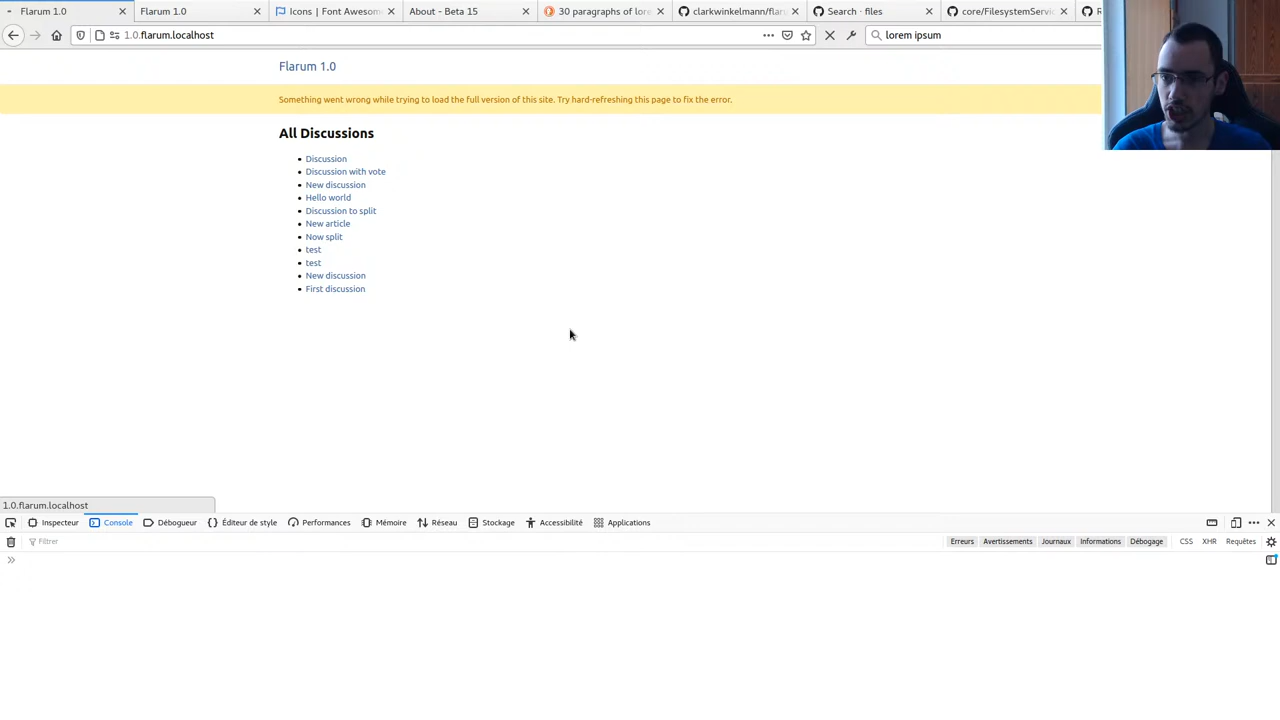 Flarum 1.0
Flarum 1.0
Icons | Font Awesom
About - Beta 15
30 paragraphs of lore
clarkwinkelmann/flaru
Search · files
core/FilesystemServic
1.0.flarum.localhost
lorem ipsum
Flarum 1.0
Something went wrong while trying to load the full version of this site. Try hard-refreshing this page to fix the error.
All Discussions
Discussion
Discussion with vote
New discussion
Hello world
Discussion to split
New article
Now split
test
test
New discussion
First discussion
1.0.flarum.localhost
Inspecteur
Console
Débogueur
Éditeur de style
Performances
Mémoire
Réseau
Stockage
Accessibilité
Applications
Filtrer
Erreurs
Avertissements
Journaux
Informations
Débogage
CSS
XHR
Requêtes